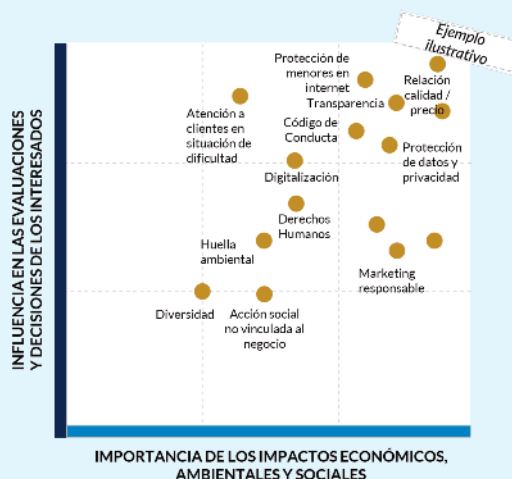 Ejemplo
ilustrativo
Protección de
menores en
internet
Transparencia
Relación
calidad /
precio
Atención a
clientes en
situación de
dificultad
Código de
Conducta
Protección
de datos y
privacidad
Digitalización
Derechos
Humanos
Huella
ambiental
Marketing
responsable
Diversidad
Acción social
no vinculada al
negocio
INFLUENCIA EN LAS EVALUACIONES
Y DECISIONES DE LOS INTERESADOS
IMPORTANCIA DE LOS IMPACTOS ECONÓMICOS,
AMBIENTALES Y SOCIALES